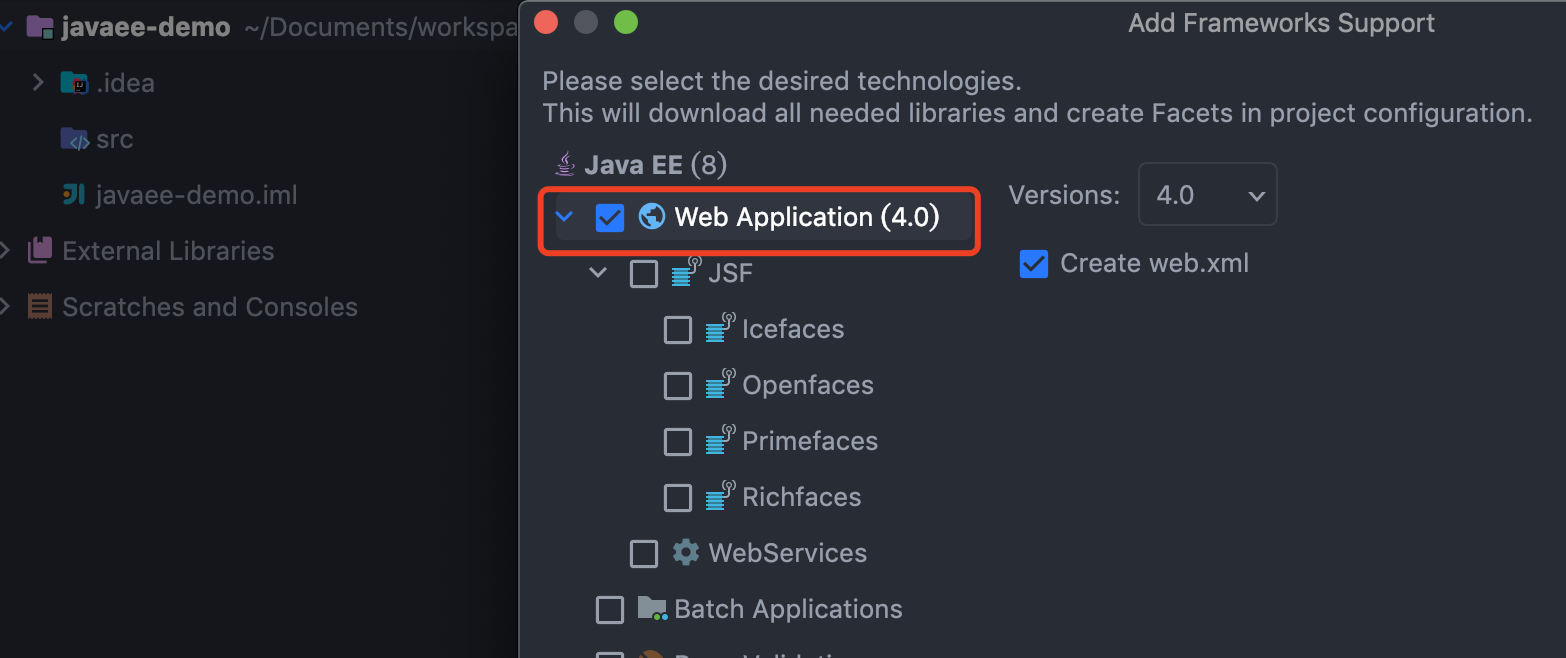 javaee-demo ~/Documents/workspa
.idea
src
javaee-demo.iml
External Libraries
Scratches and Consoles
Add Frameworks Support
Please select the desired technologies.
This will download all needed libraries and create Facets in project configuration.
Java EE (8)
Web Application (4.0)
Versions: 4.0
Create web.xml
JSF
Icefaces
Openfaces
Primefaces
Richfaces
WebServices
Batch Applications